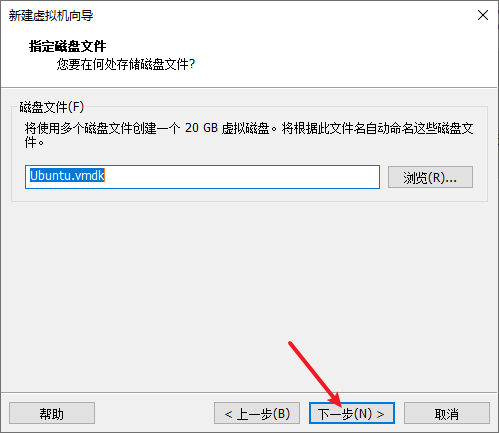 新建虚拟机向导
指定磁盘文件
您要在何处存储磁盘文件?
磁盘文件(F)
将使用多个磁盘文件创建一个 20 GB 虚拟磁盘。将根据此文件名自动命名这些磁盘文
件。
Ubuntu.vmdk
浏览(R)...
帮助
< 上一步(B)
下一步(N) >
取消